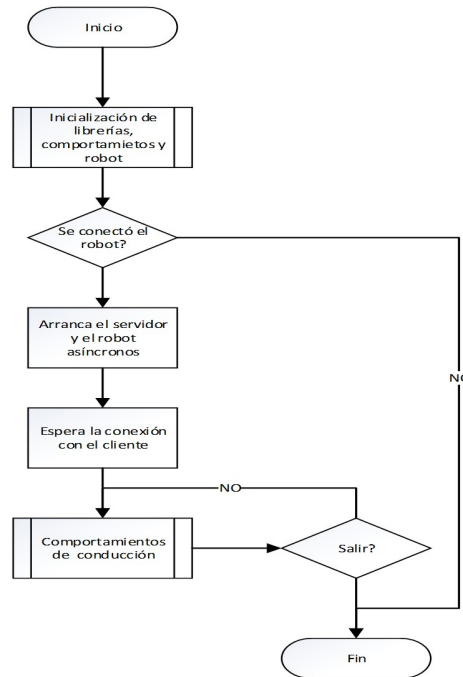 Inicio
Inicialización de
librerías,
comportamietos y
robot
Se conectó el
robot?
Arranca el servidor
y el robot
asíncronos
NO
Espera la conexión
con el cliente
NO
Comportamientos
de conducción
Salir?
Fin